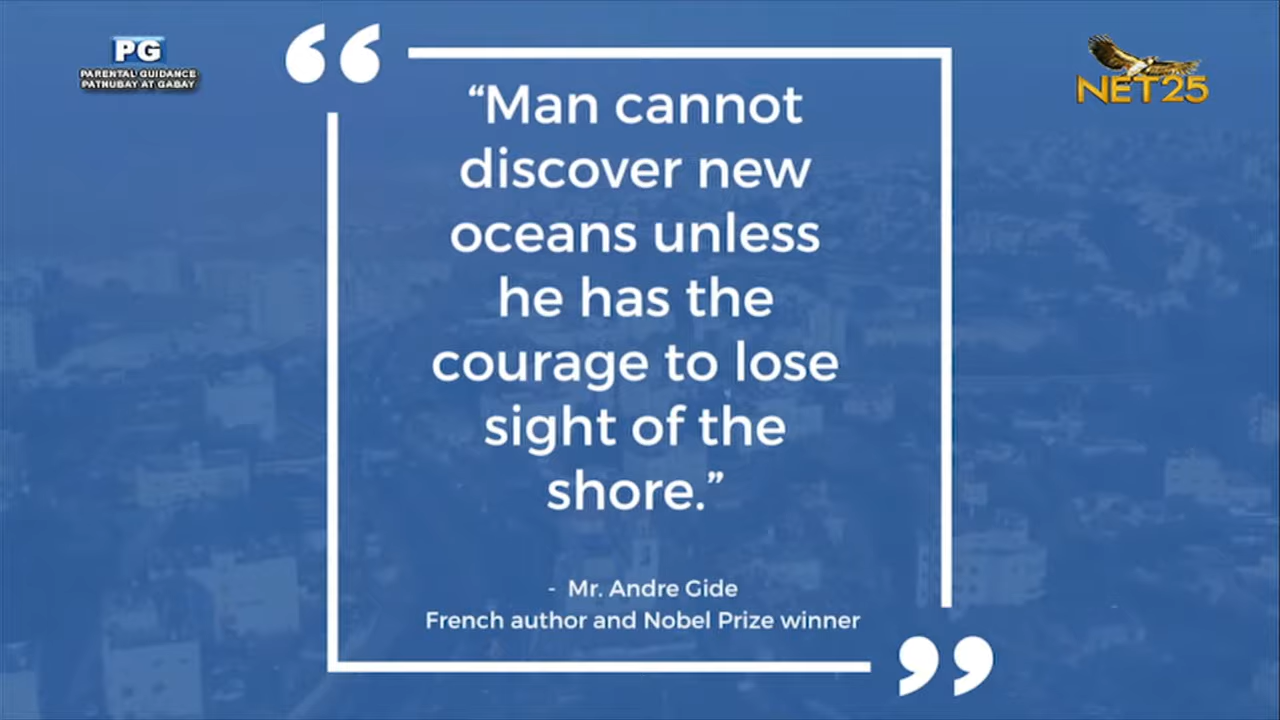 PG
PARENTAL GUIDANCE
PATNUBAY AT GABAY
NET25
“Man cannot
discover new
oceans unless
he has the
courage to lose
sight of the
shore.”
- Mr. Andre Gide
French author and Nobel Prize winner